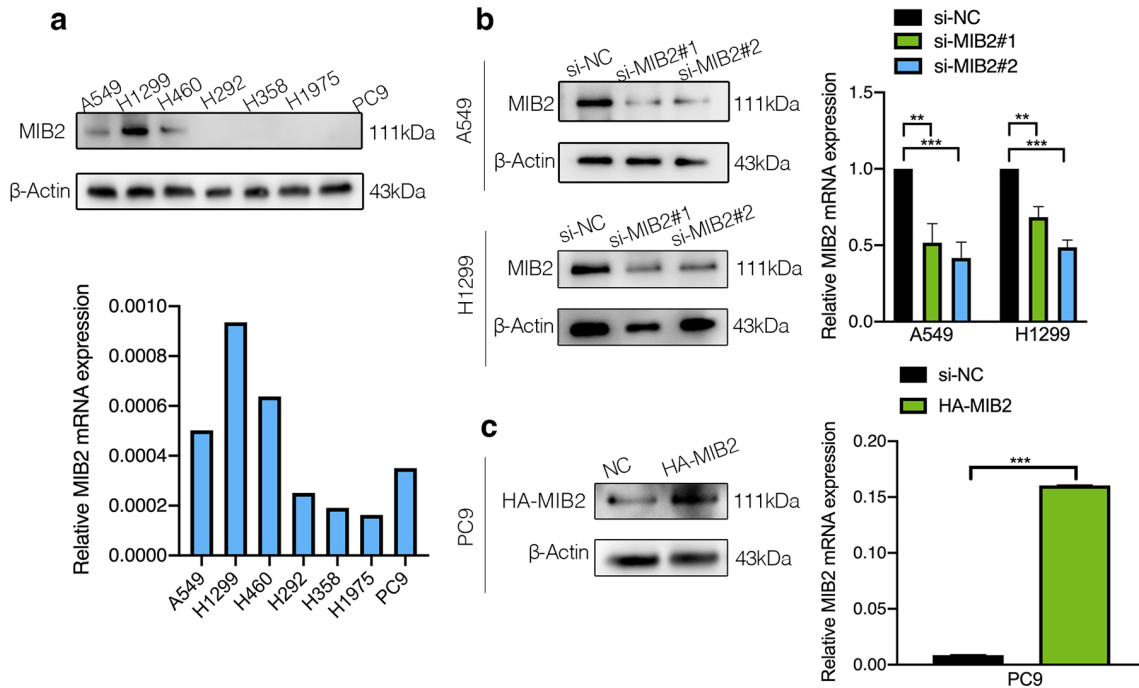 a
A549 H1299 H460 H292 H358 H1975 PC9
MIB2 111kDa
β-Actin 43kDa
Relative MIB2 mRNA expression
0.0010
0.0008
0.0006
0.0004
0.0002
0.0000
A549 H1299 H460 H292 H358 H1975 PC9
b
A549
si-NC si-MIB2#1 si-MIB2#2
MIB2 111kDa
β-Actin 43kDa
H1299
si-NC si-MIB2#1 si-MIB2#2
MIB2 111kDa
β-Actin 43kDa
si-NC
si-MIB2#1
si-MIB2#2
Relative MIB2 mRNA expression
1.5
1.0
0.5
0.0
** **
*** ***
A549 H1299
c
PC9
NC HA-MIB2
HA-MIB2 111kDa
β-Actin 43kDa
si-NC
HA-MIB2
Relative MIB2 mRNA expression
0.20
0.15
0.10
0.05
0.00
***
PC9